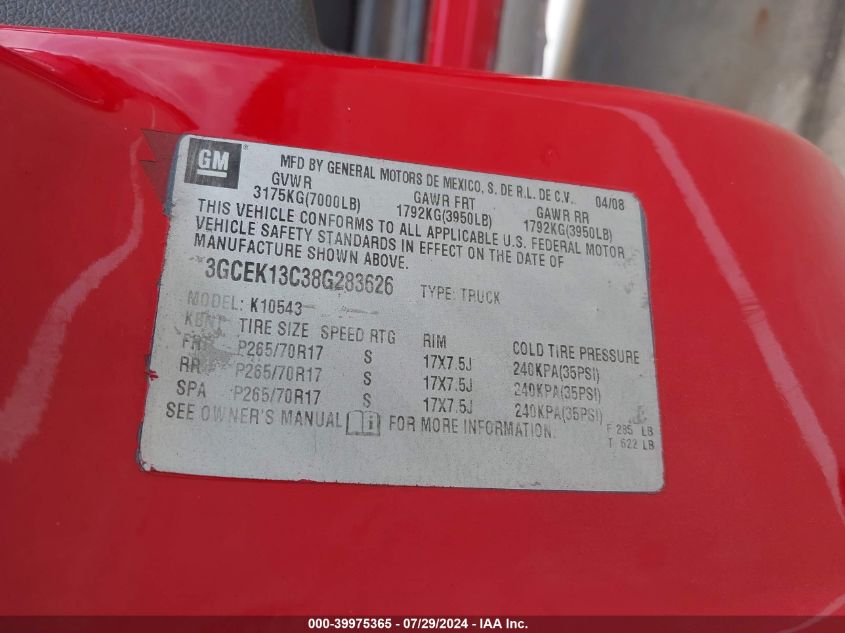 GM ®
MFD BY GENERAL MOTORS DE MEXICO, S. DE R.L. DE C.V. 04/08
GVWR GAWR FRT GAWR RR
3175KG(7000LB) 1792KG(3950LB) 1792KG(3950LB)
THIS VEHICLE CONFORMS TO ALL APPLICABLE U.S. FEDERAL MOTOR
VEHICLE SAFETY STANDARDS IN EFFECT ON THE DATE OF
MANUFACTURE SHOWN ABOVE.
3GCEK13C38G283626 TYPE: TRUCK
MODEL: K10543
TIRE SIZE SPEED RTG RIM COLD TIRE PRESSURE
FRT P265/70R17 S 17X7.5J 240KPA(35PSI)
RR P265/70R17 S 17X7.5J 240KPA(35PSI)
SPA P265/70R17 S 17X7.5J 240KPA(35PSI)
SEE OWNER'S MANUAL FOR MORE INFORMATION.
F 285 LB
T 622 LB
000-39975365 - 07/29/2024 - IAA Inc.